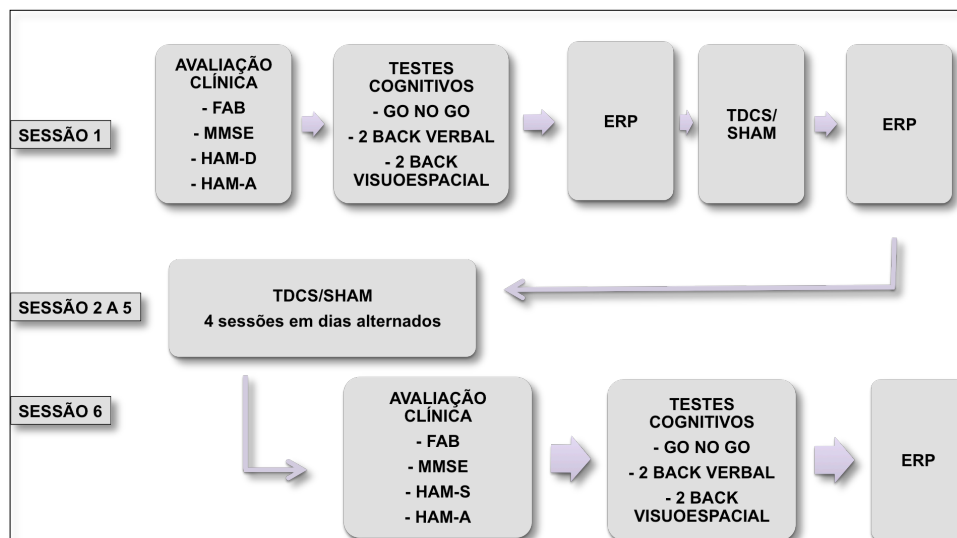 SESSÃO 1
AVALIAÇÃO
CLÍNICA
- FAB
- MMSE
- HAM-D
- HAM-A
TESTES
COGNITIVOS
- GO NO GO
- 2 BACK VERBAL
- 2 BACK
VISUOESPACIAL
ERP
TDCS/
SHAM
ERP
SESSÃO 2 A 5
TDCS/SHAM
4 sessões em dias alternados
SESSÃO 6
AVALIAÇÃO
CLÍNICA
- FAB
- MMSE
- HAM-S
- HAM-A
TESTES
COGNITIVOS
- GO NO GO
- 2 BACK VERBAL
- 2 BACK
VISUOESPACIAL
ERP